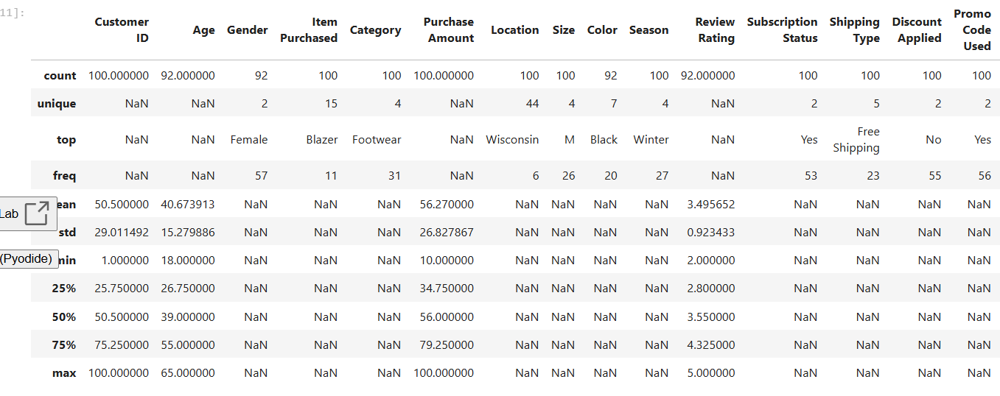 11]:
Customer ID Age Gender Item Purchased Category Purchase Amount Location Size Color Season Review Rating Subscription Status Shipping Type Discount Applied Promo Code Used
count 100.000000 92.000000 92 100 100 100.000000 100 100 92 100 92.000000 100 100 100 100
unique NaN NaN 2 15 4 NaN 44 4 7 4 NaN 2 5 2 2
top NaN NaN Female Blazer Footwear NaN Wisconsin M Black Winter NaN Yes Free Shipping No Yes
freq NaN NaN 57 11 31 NaN 6 26 20 27 NaN 53 23 55 56
ean 50.500000 40.673913 NaN NaN NaN 56.270000 NaN NaN NaN NaN 3.495652 NaN NaN NaN NaN
Lab
std 29.011492 15.279886 NaN NaN NaN 26.827867 NaN NaN NaN NaN 0.923433 NaN NaN NaN NaN
(Pyodide)
min 1.000000 18.000000 NaN NaN NaN 10.000000 NaN NaN NaN NaN 2.000000 NaN NaN NaN NaN
25% 25.750000 26.750000 NaN NaN NaN 34.750000 NaN NaN NaN NaN 2.800000 NaN NaN NaN NaN
50% 50.500000 39.000000 NaN NaN NaN 56.000000 NaN NaN NaN NaN 3.550000 NaN NaN NaN NaN
75% 75.250000 55.000000 NaN NaN NaN 79.250000 NaN NaN NaN NaN 4.325000 NaN NaN NaN NaN
max 100.000000 65.000000 NaN NaN NaN 100.000000 NaN NaN NaN NaN 5.000000 NaN NaN NaN NaN